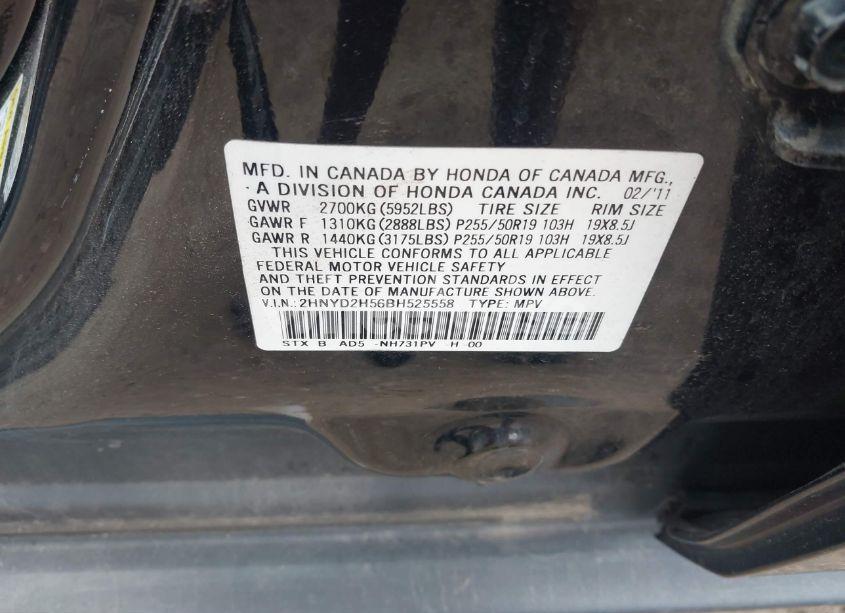 MFD. IN CANADA BY HONDA OF CANADA MFG.,
A DIVISION OF HONDA CANADA INC. 02/'11
GVWR 2700KG (5952LBS) TIRE SIZE RIM SIZE
GAWR F 1310KG (2888LBS) P255/50R19 103H 19X8.5J
GAWR R 1440KG (3175LBS) P255/50R19 103H 19X8.5J
THIS VEHICLE CONFORMS TO ALL APPLICABLE
FEDERAL MOTOR VEHICLE SAFETY
AND THEFT PREVENTION STANDARDS IN EFFECT
ON THE DATE OF MANUFACTURE SHOWN ABOVE.
V.I.N.: 2HNYD2H56BH525558 TYPE: MPV
STX B AD5 -NH731PV H 00